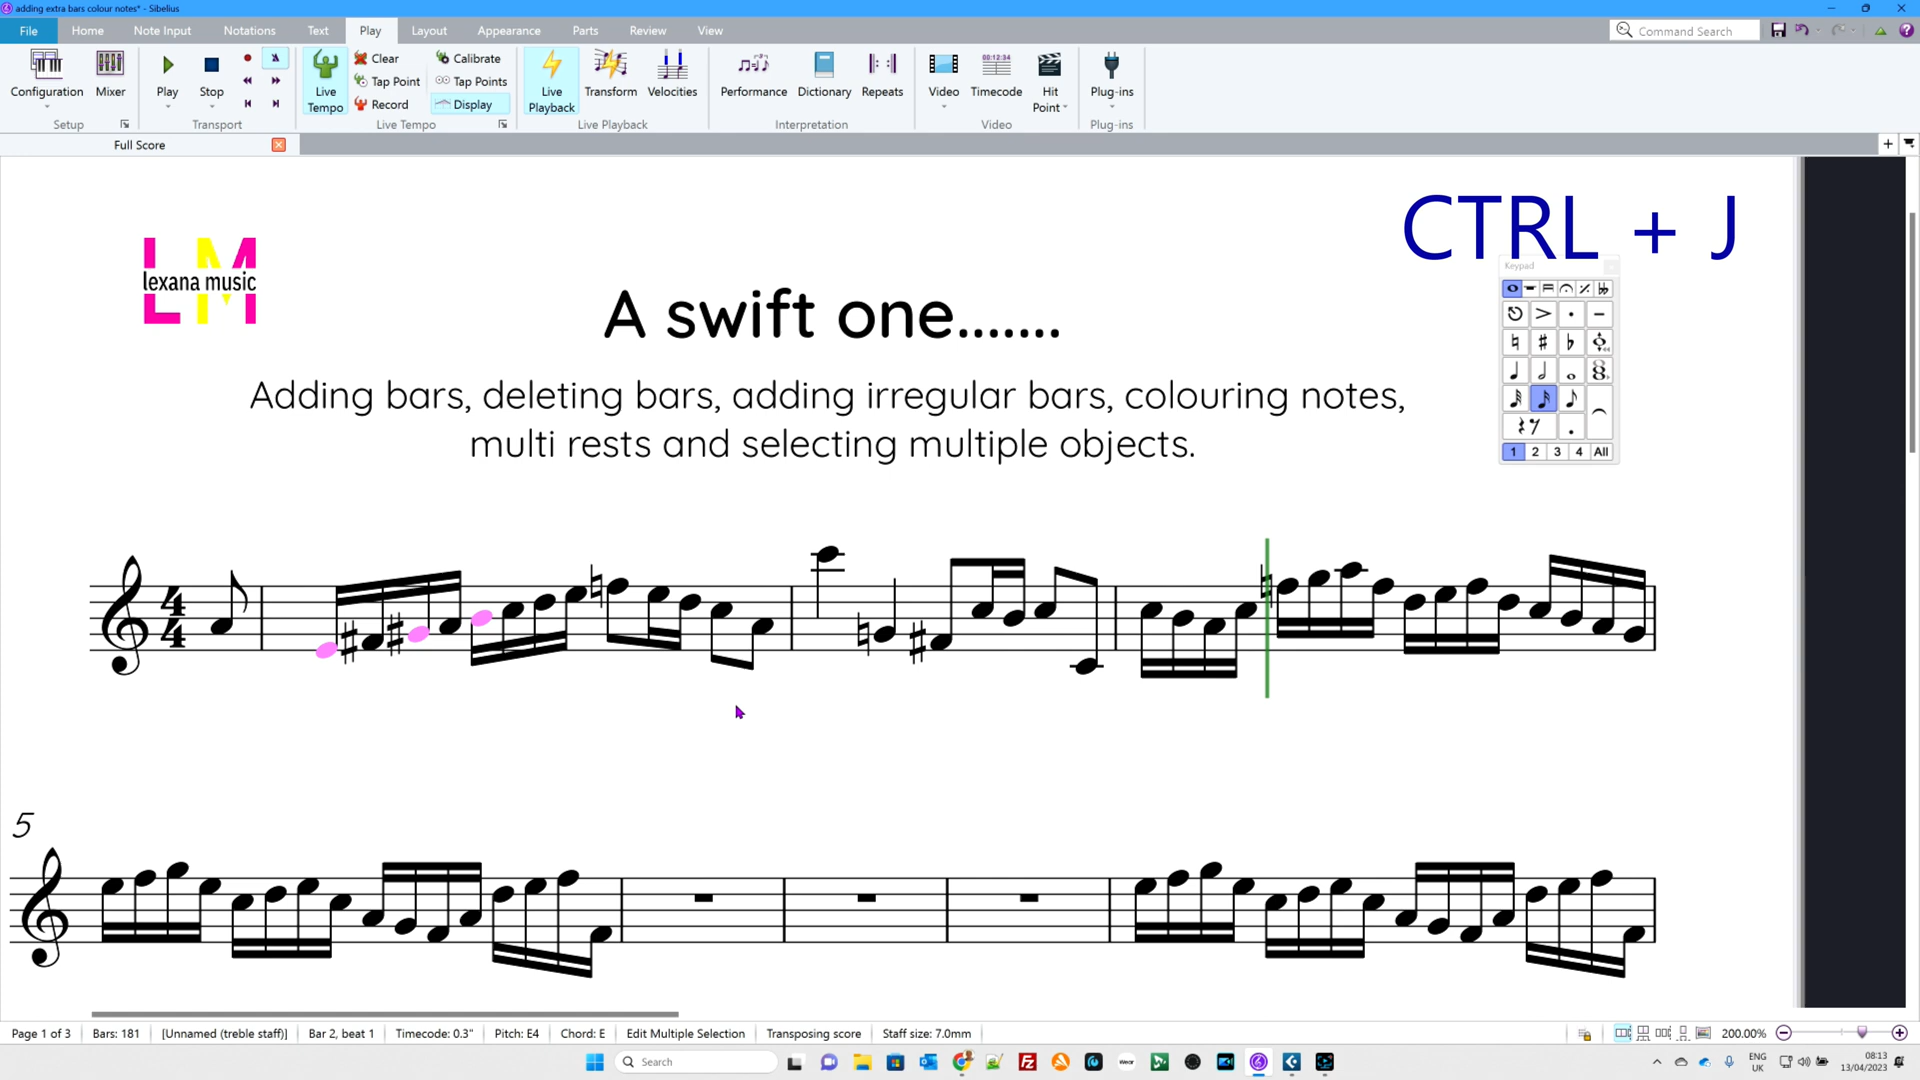 adding extra bars colour notes* - Sibelius
File Home Note Input Notations Text Play Layout Appearance Parts Review View Command Search
Configuration Mixer Play Stop Live Tempo Clear Tap Point Record Calibrate Tap Points Display Live Playback Transform Velocities Performance Dictionary Repeats Video Timecode Hit Point Plug-ins
00:12:34
Setup Transport Live Tempo Live Playback Interpretation Video Plug-ins
Full Score
CTRL + J
LM
lexana music
Keypad
1 2 3 4 All
A swift one.......
Adding bars, deleting bars, adding irregular bars, colouring notes,
multi rests and selecting multiple objects.
4
4
5
Page 1 of 3 Bars: 181 [Unnamed (treble staff)] Bar 2, beat 1 Timecode: 0.3" Pitch: E4 Chord: E Edit Multiple Selection Transposing score Staff size: 7.0mm 200.00%
Search
ENG
UK
08:13
13/04/2023